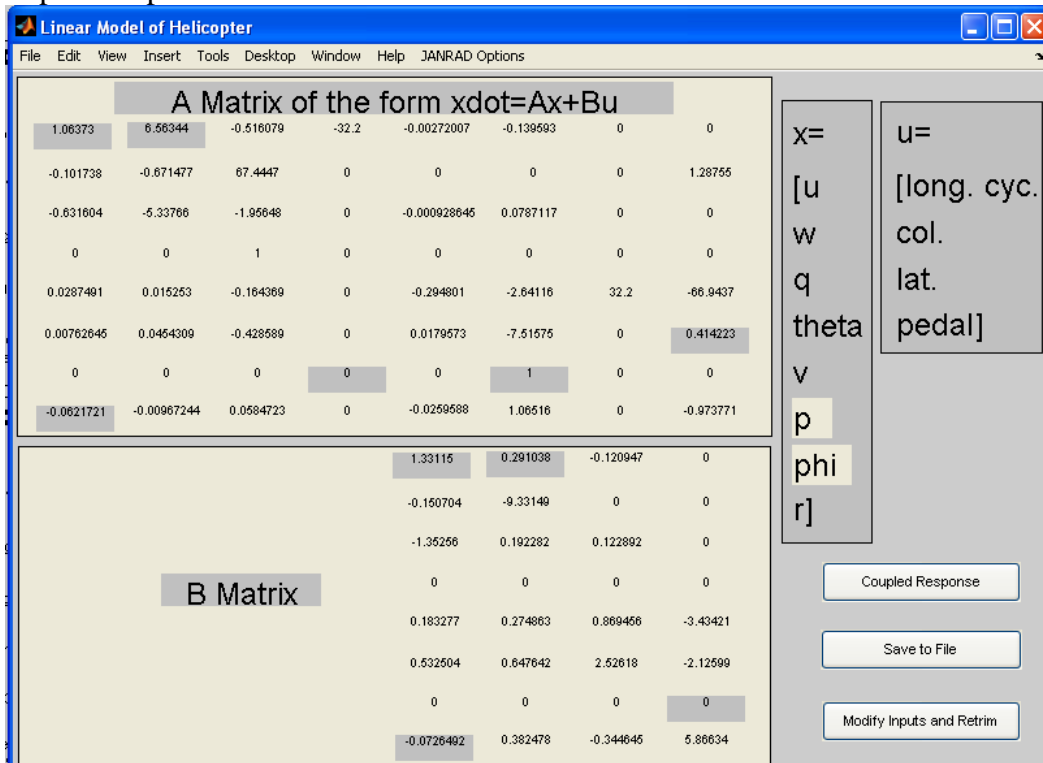 Linear Model of Helicopter
File Edit View Insert Tools Desktop Window Help JANRAD Options
A Matrix of the form xdot=Ax+Bu
1.06373 6.56344 -0.516079 -32.2 -0.00272007 -0.139593 0 0
-0.101738 -0.671477 67.4447 0 0 0 0 1.28755
-0.631604 -5.33766 -1.95648 0 -0.000928645 0.0787117 0 0
0 0 1 0 0 0 0 0
0.0287491 0.015253 -0.164369 0 -0.294801 -2.64116 32.2 -66.9437
0.00762645 0.0454309 -0.428589 0 0.0179573 -7.51575 0 0.414223
0 0 0 0 0 1 0 0
-0.0621721 -0.00967244 0.0584723 0 -0.0259588 1.06516 0 -0.973771
B Matrix
1.33115 0.291038 -0.120947 0
-0.150704 -9.33149 0 0
-1.35256 0.192282 0.122892 0
0 0 0 0
0.183277 0.274863 0.869456 -3.43421
0.532504 0.647642 2.52618 -2.12599
0 0 0 0
-0.0726492 0.382478 -0.344645 5.86634
x=
[u
w
q
theta
v
p
phi
r]
u=
[long. cyc.
col.
lat.
pedal]
Coupled Response
Save to File
Modify Inputs and Retrim